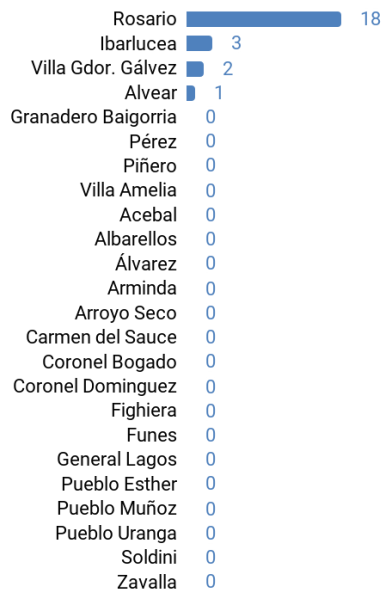 Rosario 18
Ibarlucea 3
Villa Gdor. Gálvez 2
Alvear 1
Granadero Baigorria 0
Pérez 0
Piñero 0
Villa Amelia 0
Acebal 0
Albarellos 0
Álvarez 0
Arminda 0
Arroyo Seco 0
Carmen del Sauce 0
Coronel Bogado 0
Coronel Dominguez 0
Fighiera 0
Funes 0
General Lagos 0
Pueblo Esther 0
Pueblo Muñoz 0
Pueblo Uranga 0
Soldini 0
Zavalla 0